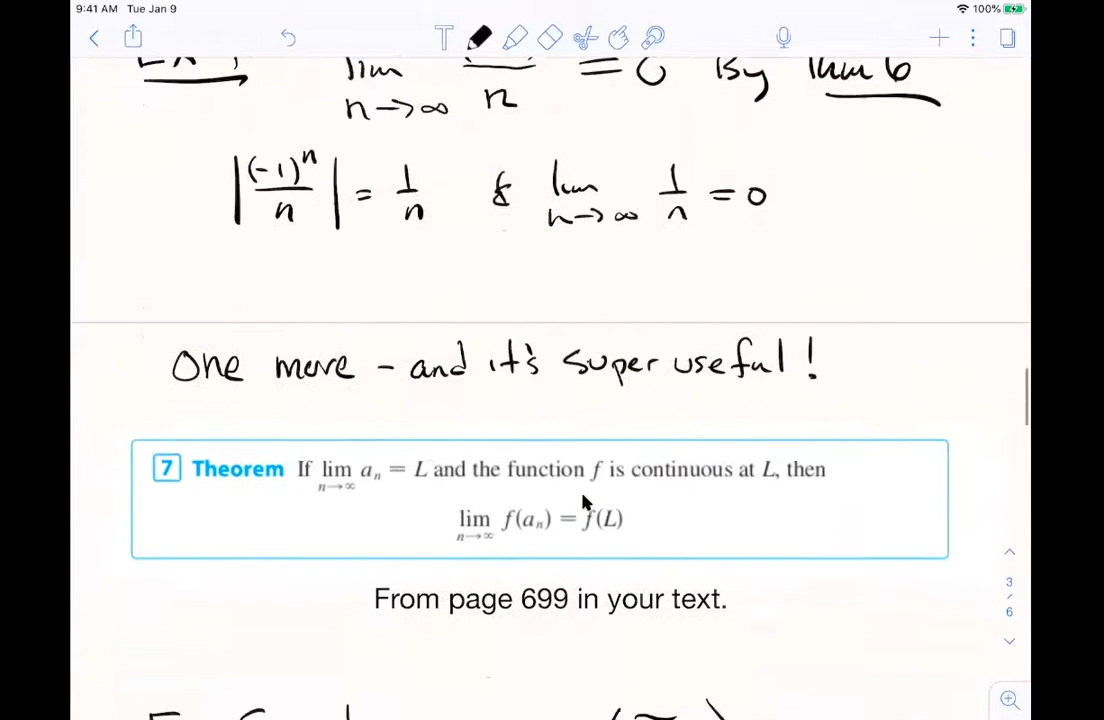 9:41 AM Tue Jan 9
100%
T
lim n→∞ n = 0 By Thm 6
|(-1)^n / n| = 1/n & lim n→∞ 1/n = 0
One more - and it's super useful!
7 Theorem If lim n→∞ aₙ = L and the function f is continuous at L, then
lim n→∞ f(aₙ) = f(L)
From page 699 in your text.
3
/
6